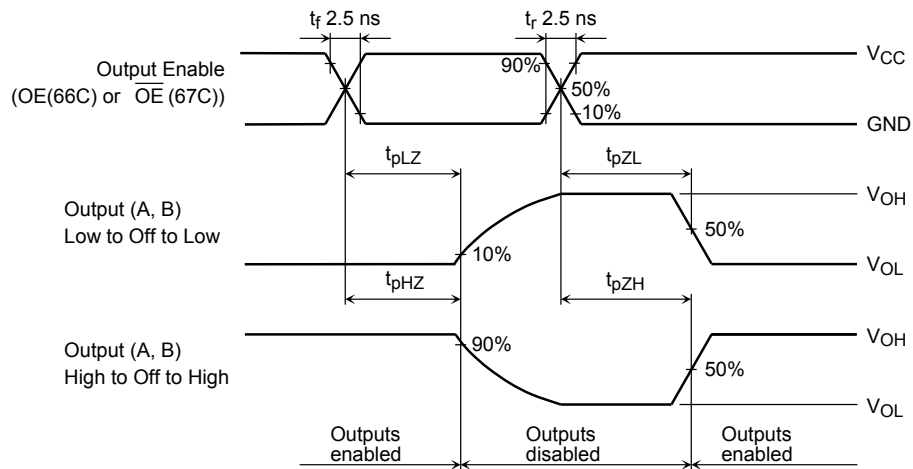 tf 2.5 ns
tr 2.5 ns
Output Enable
(OE(66C) or OE (67C))
90%
50%
10%
VCC
GND
tpLZ
tpZL
Output (A, B)
Low to Off to Low
10%
50%
VOH
VOL
tpHZ
tpZH
Output (A, B)
High to Off to High
90%
50%
VOH
VOL
Outputs
enabled
Outputs
disabled
Outputs
enabled